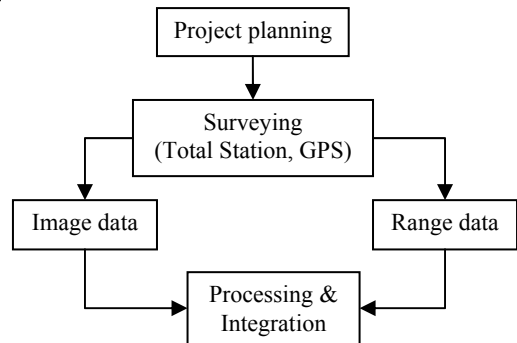 Project planning
Surveying
(Total Station, GPS)
Image data
Range data
Processing &
Integration